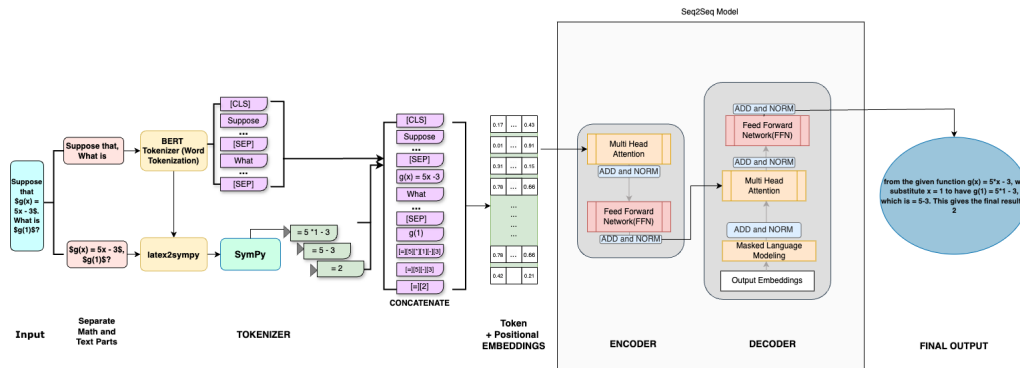 Seq2Seq Model
Suppose
that
$g(x) =
5x - 3$.
What is
$g(1)$?
Suppose that,
What is
$g(x) = 5x - 3$,
$g(1)$?
BERT
Tokenizer (Word
Tokenization)
latex2sympy
SymPy
[CLS]
Suppose
...
[SEP]
What
...
[SEP]
= 5 *1 - 3
= 5 - 3
= 2
[CLS]
Suppose
...
[SEP]
g(x) = 5x -3
What
...
[SEP]
g(1)
[=][5][*][1][-][3]
[=][5][-][3]
[=][2]
CONCATENATE
0.17 ... 0.43
0.01 ... 0.91
0.31 ... 0.15
0.78 ... 0.66
...
...
...
0.76 ... 0.66
0.42 0.21
Multi Head
Attention
ADD and NORM
Feed Forward
Network(FFN)
ADD and NORM
ADD and NORM
Feed Forward
Network(FFN)
ADD and NORM
Multi Head
Attention
ADD and NORM
Masked Language
Modeling
Output Embeddings
from the given function g(x) = 5*x - 3, w
substitute x = 1 to have g(1) = 5*1 - 3,
which is = 5-3. This gives the final result
2
Input
Separate
Math and
Text Parts
TOKENIZER
Token
+ Positional
EMBEDDINGS
ENCODER
DECODER
FINAL OUTPUT